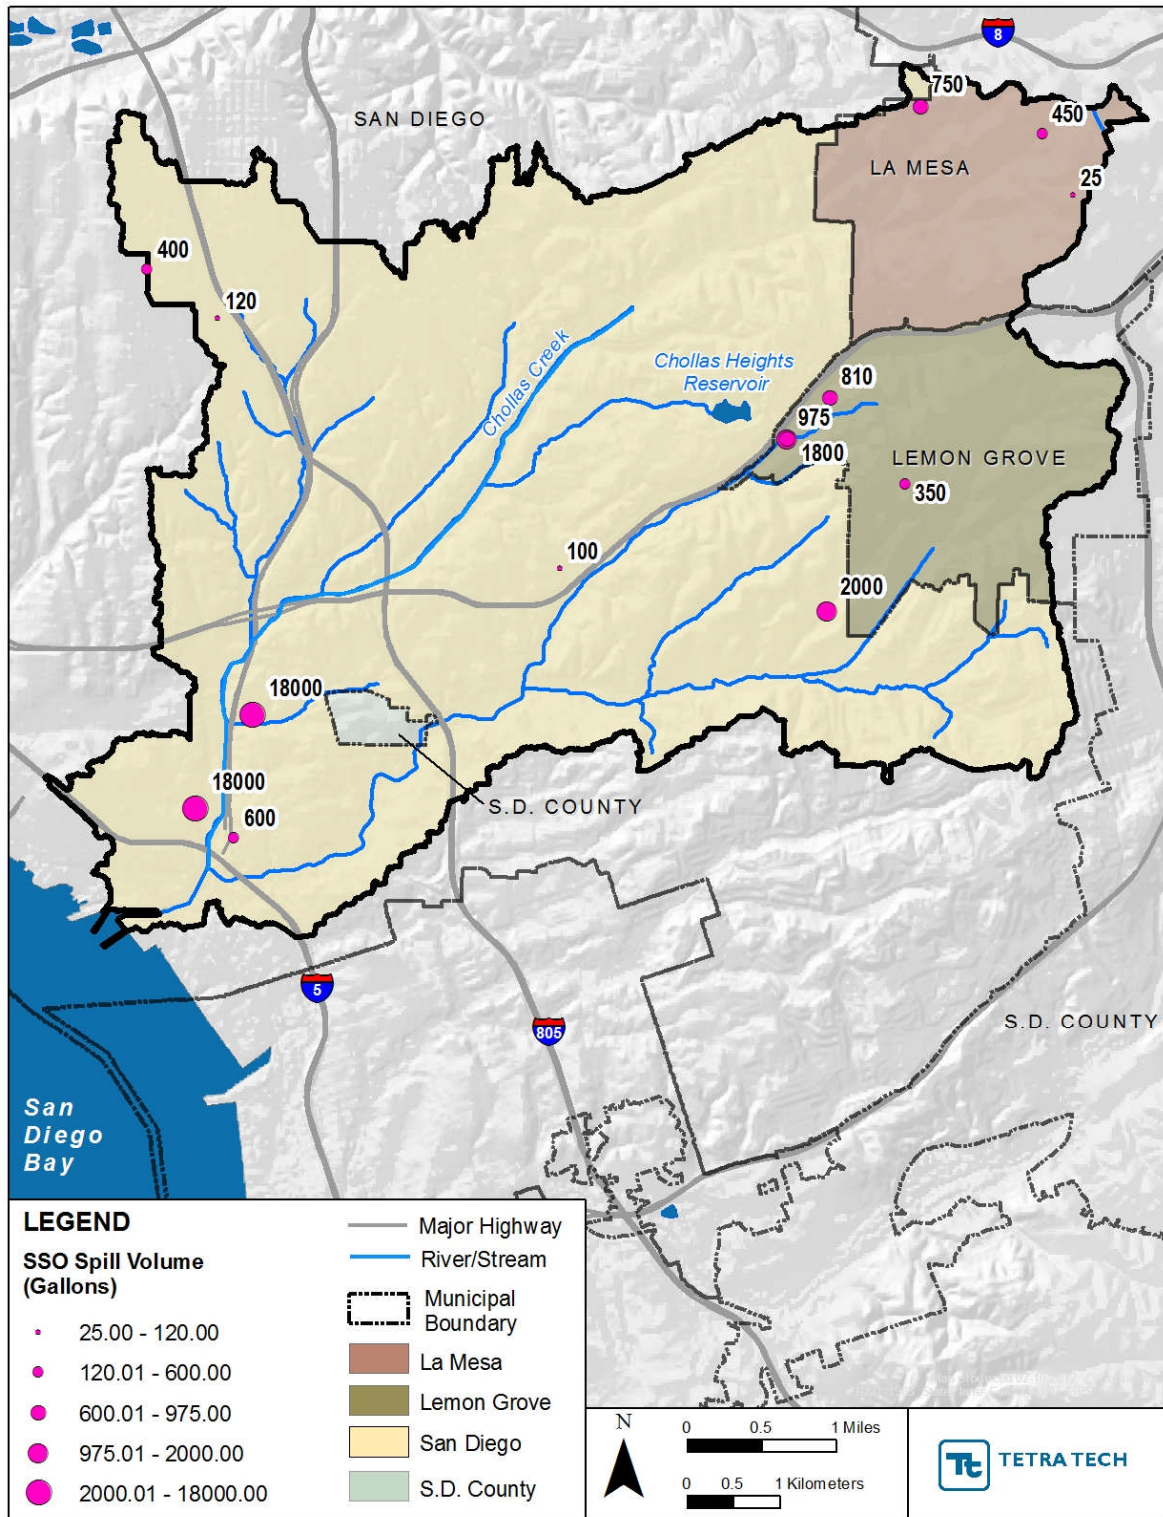 8
750
SAN DIEGO
450
LA MESA
25
400
120
Chollas Creek
Chollas Heights
Reservoir
810
975
1800
LEMON GROVE
350
100
2000
18000
18000
S.D. COUNTY
600
5
805
S.D. COUNTY
San
Diego
Bay
LEGEND
SSO Spill Volume
(Gallons)
25.00 - 120.00
120.01 - 600.00
600.01 - 975.00
975.01 - 2000.00
2000.01 - 18000.00
Major Highway
River/Stream
Municipal
Boundary
La Mesa
Lemon Grove
San Diego
S.D. County
N
0 0.5 1 Miles
0 0.5 1 Kilometers
Tt
TETRA TECH